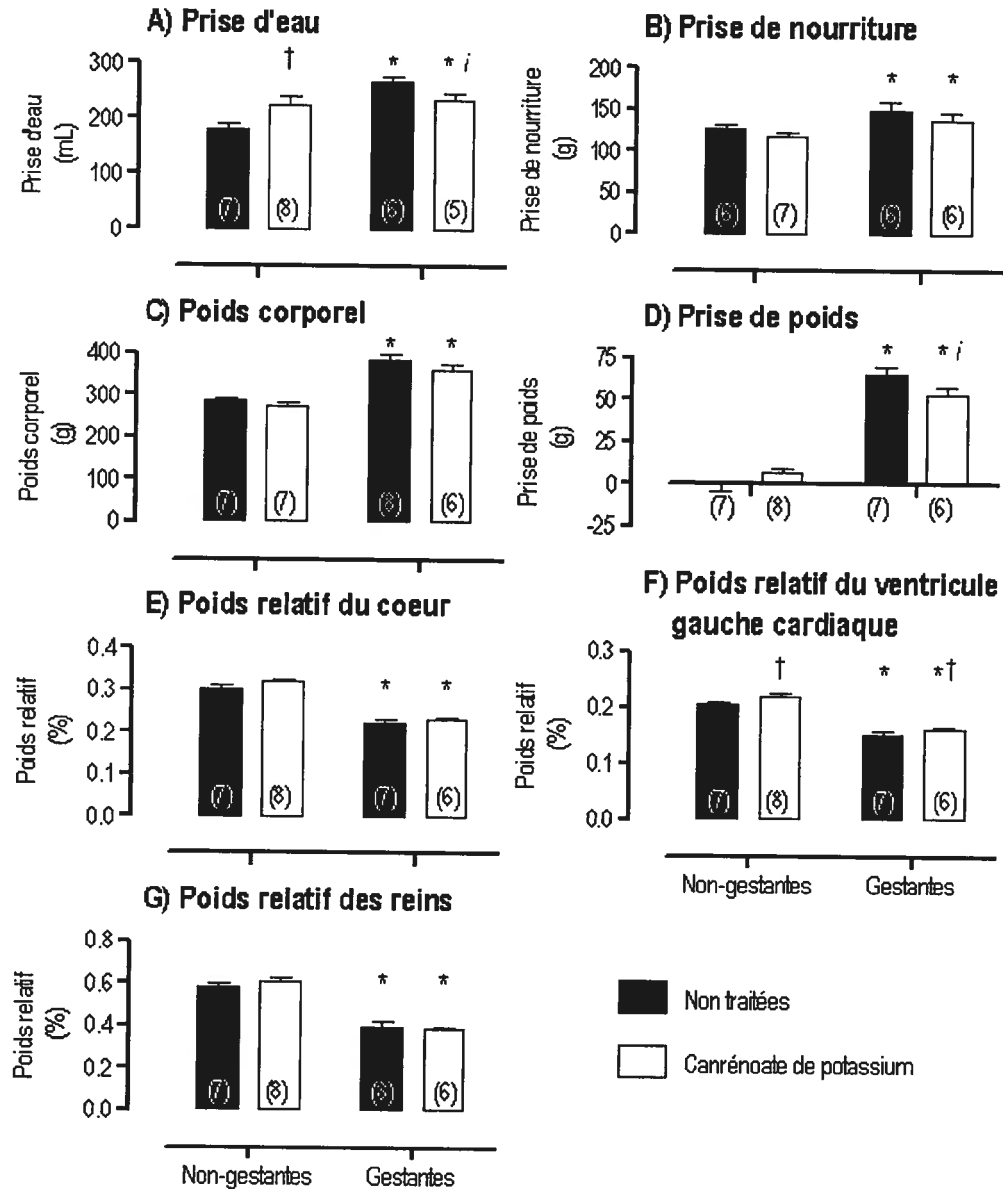 A) Prise d'eau
† * * i
300
200
100
0
Prise d'eau
(mL)
(7) (8) (6) (5)
B) Prise de nourriture
* *
200
150
100
50
0
Prise de nourriture
(g)
(6) (7) (6) (6)
C) Poids corporel
* *
400
300
200
100
0
Poids corporel
(g)
(7) (7) (8) (6)
D) Prise de poids
* * i
75
50
25
0
-25
Prise de poids
(g)
(7) (8) (7) (6)
E) Poids relatif du coeur
* *
0.4
0.3
0.2
0.1
0.0
Poids relatif
(%)
(7) (8) (7) (6)
F) Poids relatif du ventricule
gauche cardiaque
† * *†
0.3
0.2
0.1
0.0
Poids relatif
(%)
(7) (8) (7) (6)
Non-gestantes Gestantes
G) Poids relatif des reins
* *
0.8
0.6
0.4
0.2
0.0
Poids relatif
(%)
(7) (8) (6) (6)
Non-gestantes Gestantes
Non traitées
Canrénoate de potassium